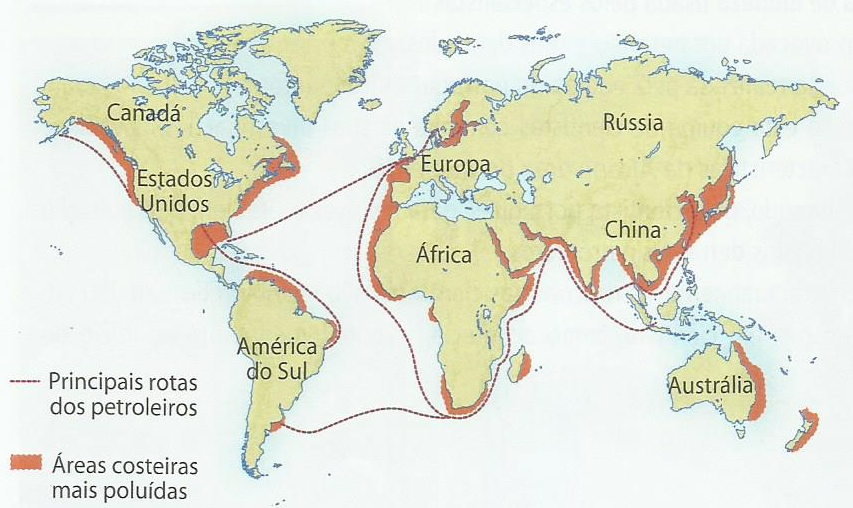 Canadá
Rússia
Europa
Estados
Unidos
China
África
América
do Sul
Austrália
Principais rotas
dos petroleiros
Áreas costeiras
mais poluídas